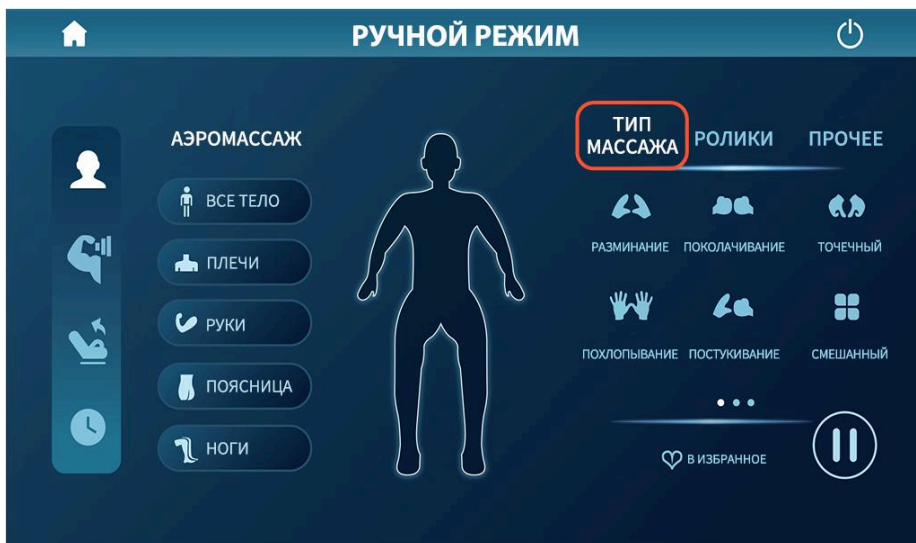 РУЧНОЙ РЕЖИМ
АЭРОМАССАЖ
ВСЕ ТЕЛО
ПЛЕЧИ
РУКИ
ПОЯСНИЦА
НОГИ
ТИП
МАССАЖА
РОЛИКИ
ПРОЧЕЕ
РАЗМИНАНИЕ
ПОКОЛАЧИВАНИЕ
ТОЧЕЧНЫЙ
ПОХЛОПЫВАНИЕ
ПОСТУКИВАНИЕ
СМЕШАННЫЙ
В ИЗБРАННОЕ